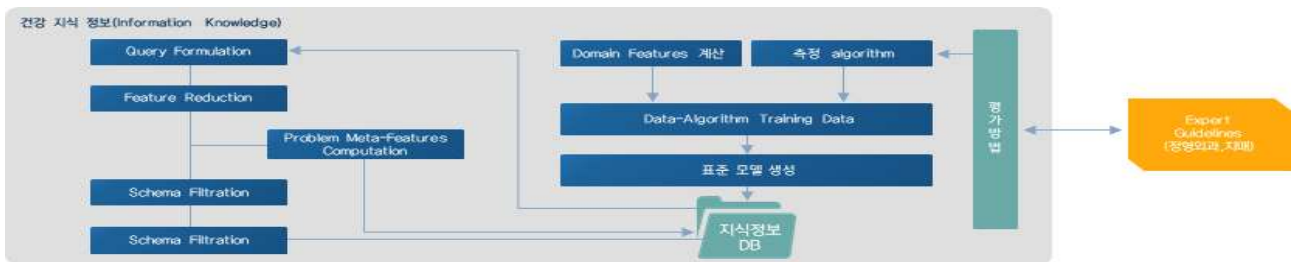 건강 지식 정보(Information Knowledge)
Query Formulation
Feature Reduction
Problem Meta-Features
Computation
Schema Filtration
Schema Filtration
Domain Features 계산
측정 algorithm
Data-Algorithm Training Data
표준 모델 생성
지식정보
DB
평
가
방
법
Expert
Guidelines
(정형외과,치매)